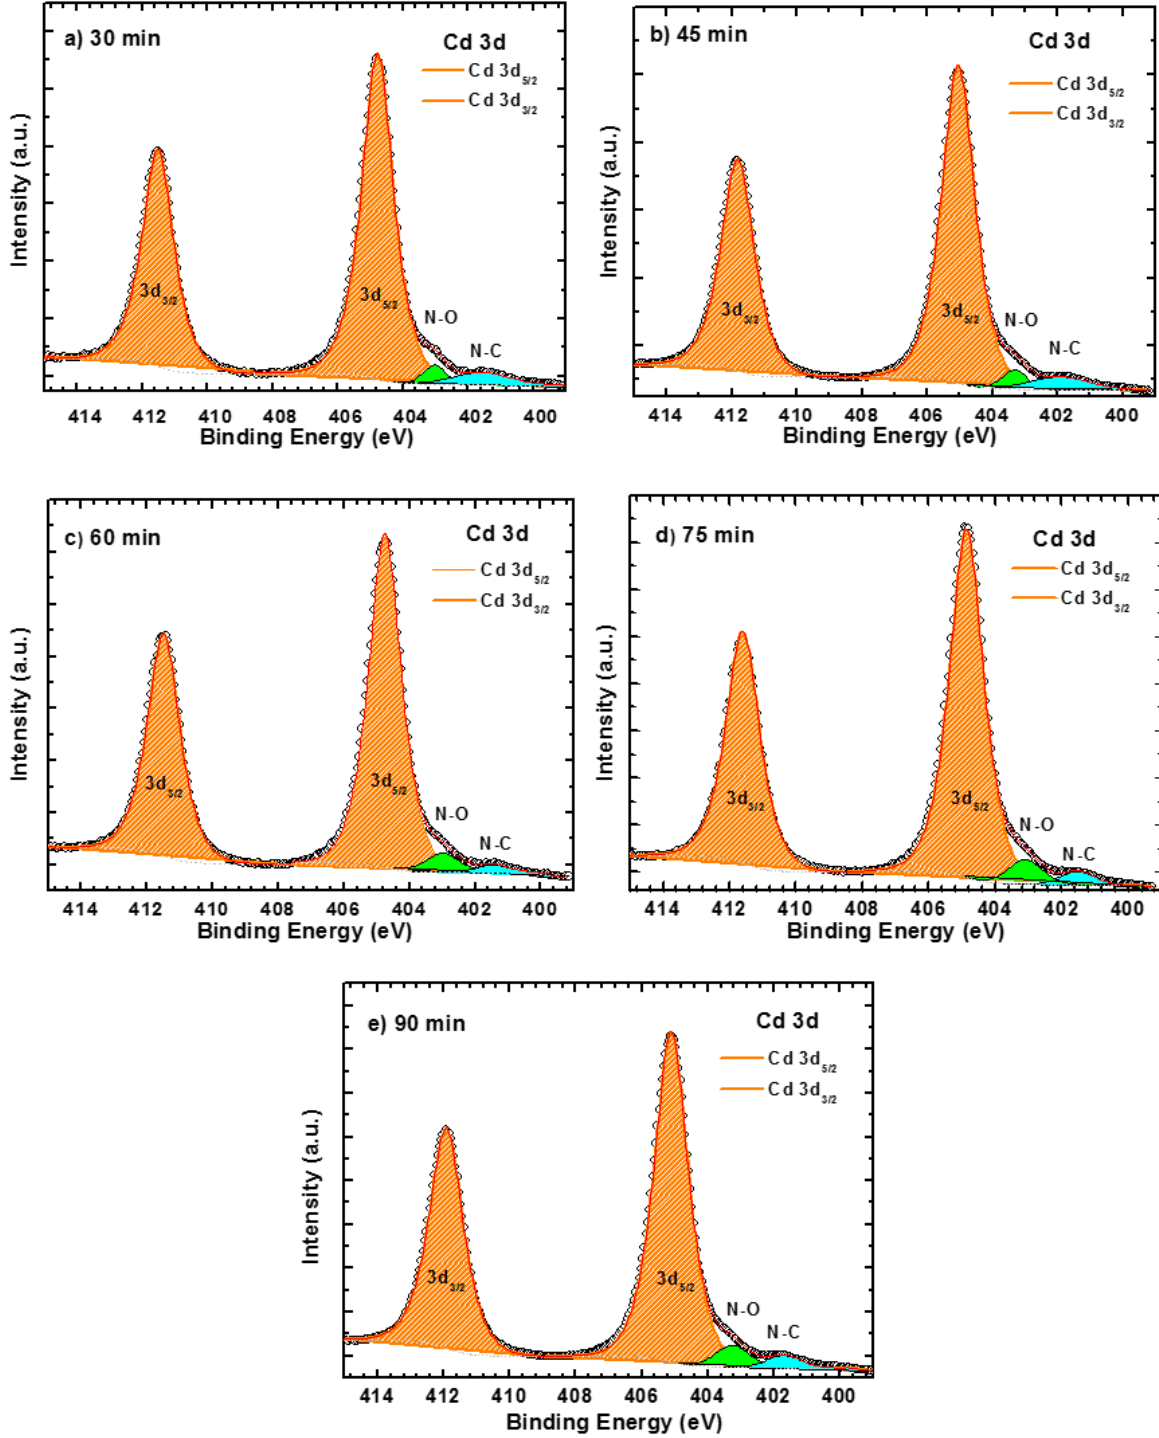 a) 30 min
Cd 3d
Cd 3d5/2
Cd 3d3/2
3d3/2
3d5/2
N-O
N-C
Intensity (a.u.)
414 412 410 408 406 404 402 400
Binding Energy (eV)
b) 45 min
Cd 3d
Cd 3d5/2
Cd 3d3/2
3d3/2
3d5/2
N-O
N-C
Intensity (a.u.)
414 412 410 408 406 404 402 400
Binding Energy (eV)
c) 60 min
Cd 3d
Cd 3d5/2
Cd 3d3/2
3d3/2
3d5/2
N-O
N-C
Intensity (a.u.)
414 412 410 408 406 404 402 400
Binding Energy (eV)
d) 75 min
Cd 3d
Cd 3d5/2
Cd 3d3/2
3d3/2
3d5/2
N-O
N-C
Intensity (a.u.)
414 412 410 408 406 404 402 400
Binding Energy (eV)
e) 90 min
Cd 3d
Cd 3d5/2
Cd 3d3/2
3d3/2
3d5/2
N-O
N-C
Intensity (a.u.)
414 412 410 408 406 404 402 400
Binding Energy (eV)